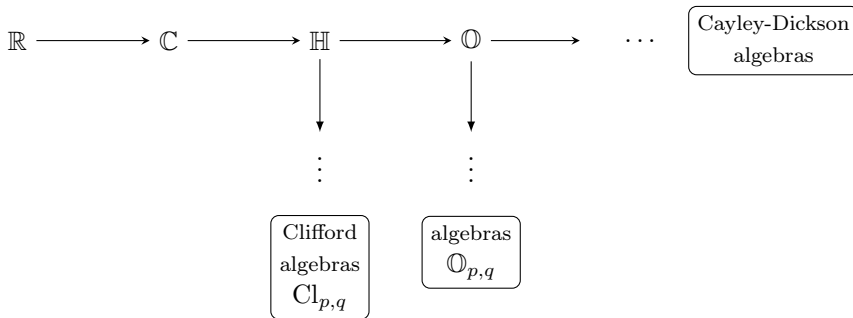 ℝ ℂ ℍ 𝕆 ··· Cayley-Dickson
algebras
⋮ ⋮
Clifford
algebras
Cl_{p,q}
algebras
𝕆_{p,q}